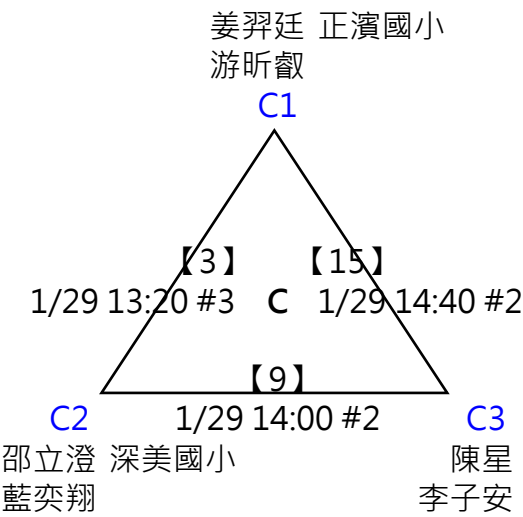 姜羿廷 正濱國小
游昕叡
C1
【3】 【15】
1/29 13:20 #3 C 1/29 14:40 #2
【9】
C2 1/29 14:00 #2 C3
邵立澄 深美國小 陳星
藍奕翔 李子安